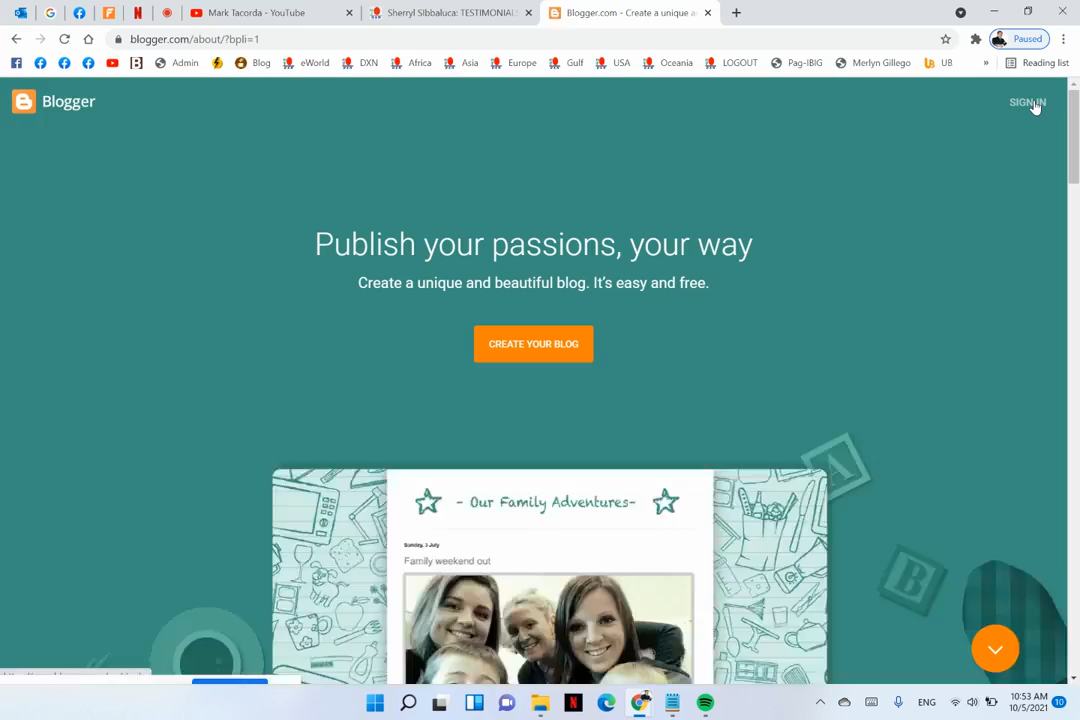 Mark Tacorda - YouTube
Sherryl SIbbaluca: TESTIMONIAL
Blogger.com - Create a unique a
blogger.com/about/?bpli=1
Paused
Admin
Blog
eWorld
DXN
Africa
Asia
Europe
Gulf
USA
Oceania
LOGOUT
Pag-IBIG
Merlyn Gillego
UB
»
Reading list
Blogger
SIGN IN
Publish your passions, your way
Create a unique and beautiful blog. It’s easy and free.
CREATE YOUR BLOG
A
- Our Family Adventures-
Sunday, 3 July
Family weekend out
B
ENG
10:53 AM
10/5/2021
10